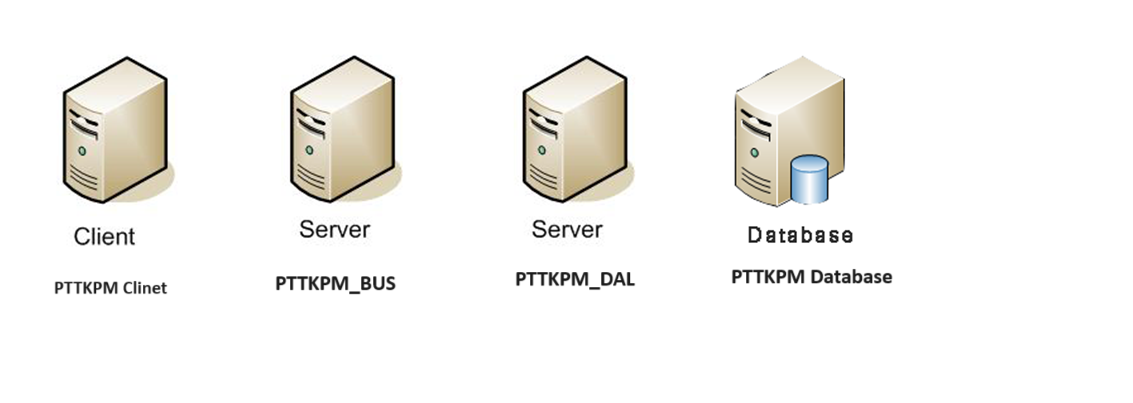 Client
Server
Server
Database
PTTKPM Clinet
PTTKPM_BUS
PTTKPM_DAL
PTTKPM Database